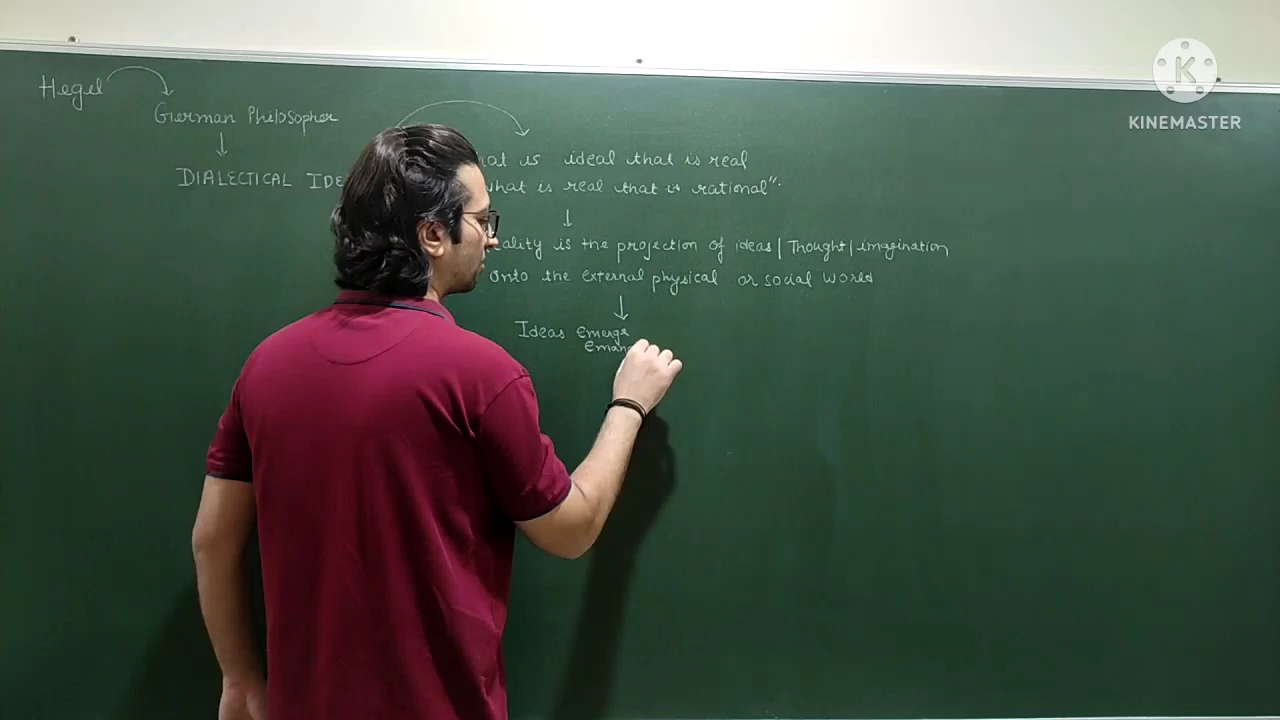 Hegel
German Philosopher
DIALECTICAL IDE
hat is ideal that is real
what is real that is rational".
ality is the projection of ideas/Thought/imagination
onto the external physical or social world
Ideas emerge
eman
KINEMASTER